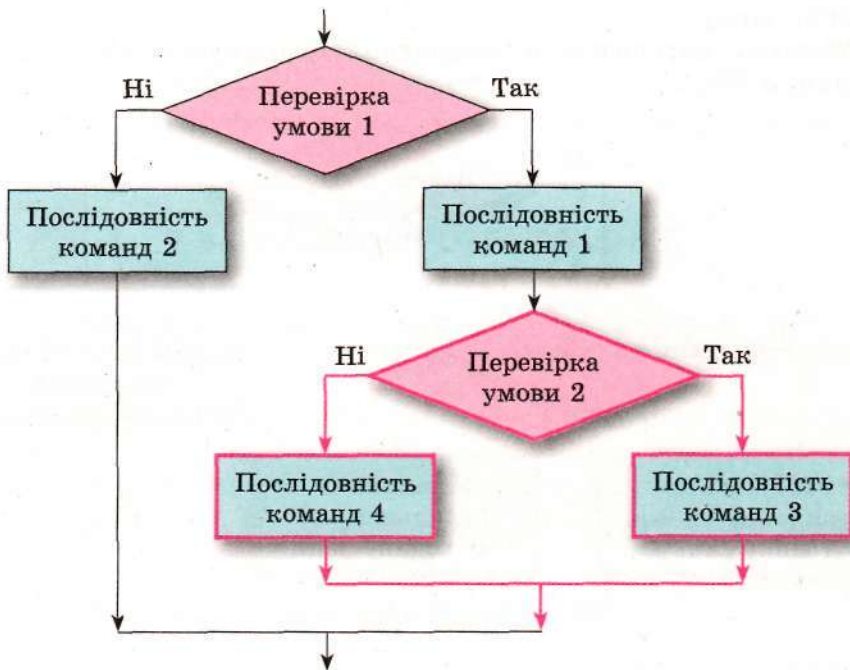 Ні
Так
Перевірка
умови 1
Послідовність
команд 2
Послідовність
команд 1
Ні
Так
Перевірка
умови 2
Послідовність
команд 4
Послідовність
команд 3